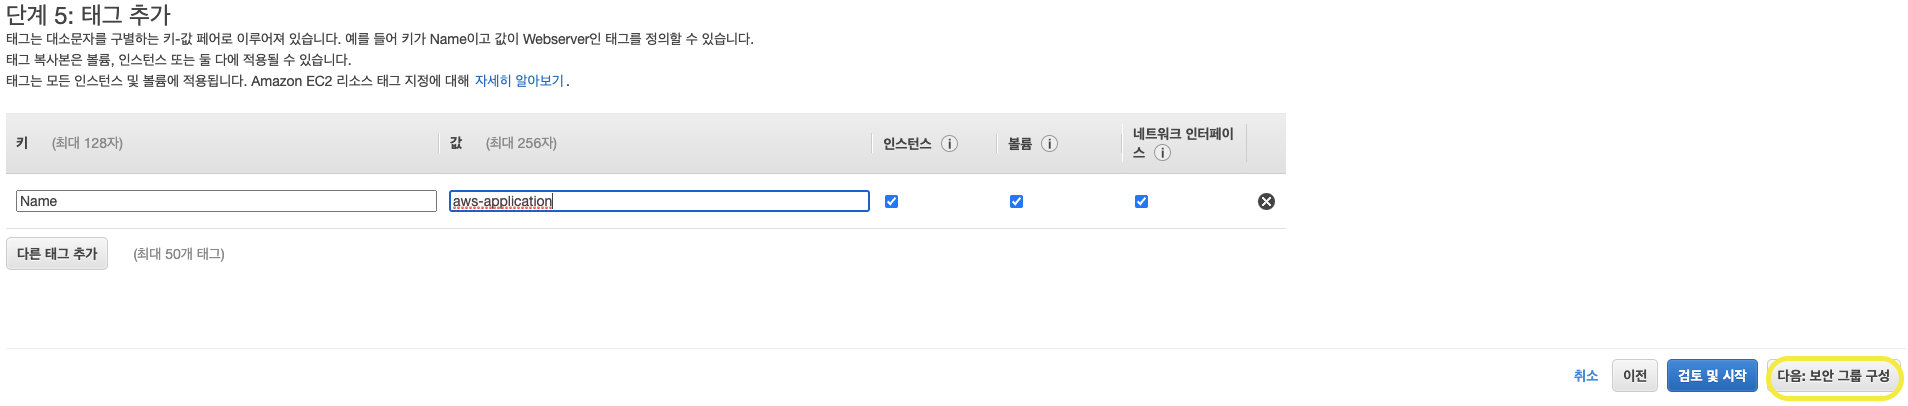 단계 5: 태그 추가
태그는 대소문자를 구별하는 키-값 페어로 이루어져 있습니다. 예를 들어 키가 Name이고 값이 Webserver인 태그를 정의할 수 있습니다.
태그 복사본은 볼륨, 인스턴스 또는 둘 다에 적용될 수 있습니다.
태그는 모든 인스턴스 및 볼륨에 적용됩니다. Amazon EC2 리소스 태그 지정에 대해 자세히 알아보기.
키 (최대 128자) 값 (최대 256자) 인스턴스 i 볼륨 i 네트워크 인터페이
스 i
Name aws-application
다른 태그 추가 (최대 50개 태그)
취소 이전 검토 및 시작 다음: 보안 그룹 구성